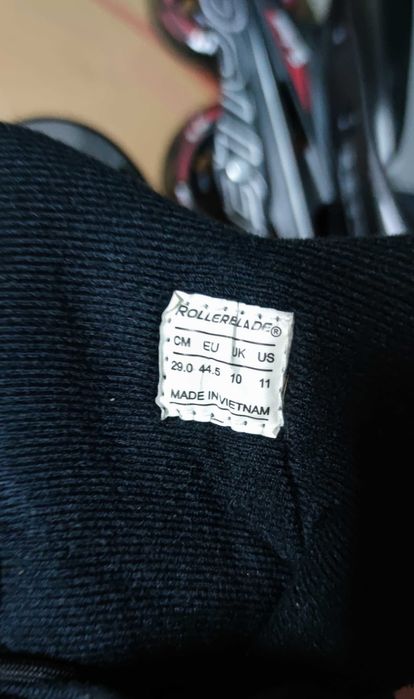 ROLLERBLADE®
CM EU UK US
29.0 44.5 10 11
MADE IN VIETNAM